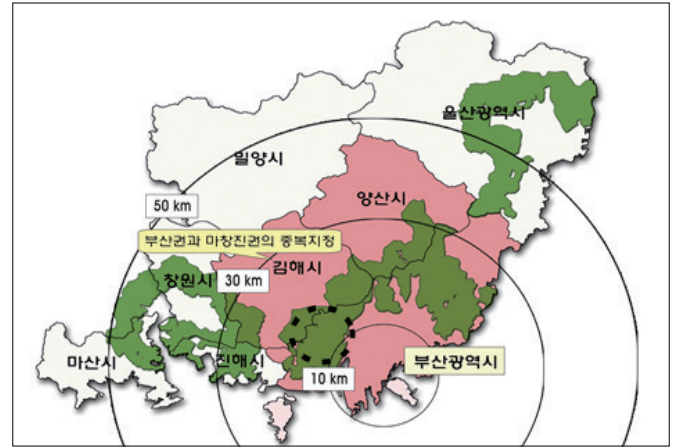 울산광역시
밀양시
양산시
50 km
부산권과 마창진권의 중복지정
김해시
창원시
30 km
마산시
진해시
부산광역시
10 km